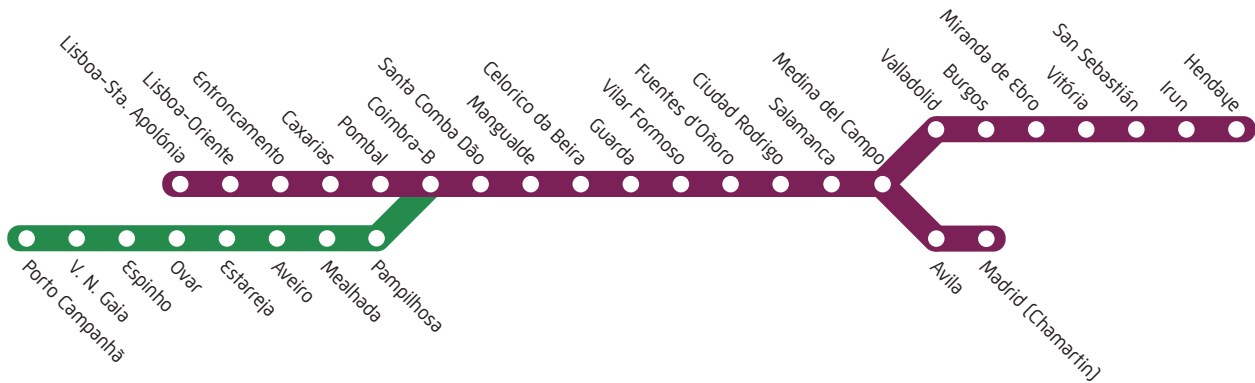 Lisboa-Sta. Apolónia
Lisboa-Oriente
Entroncamento
Caxarias
Pombal
Coimbra-B
Santa Comba Dão
Mangualde
Celorico da Beira
Guarda
Vilar Formoso
Fuentes d'Oñoro
Ciudad Rodrigo
Salamanca
Medina del Campo
Valladolid
Burgos
Miranda de Ebro
Vitória
San Sebastián
Irun
Hendaye
Porto Campanhã
V. N. Gaia
Espinho
Ovar
Estarreja
Aveiro
Mealhada
Pampilhosa
Avila
Madrid (Chamartin)